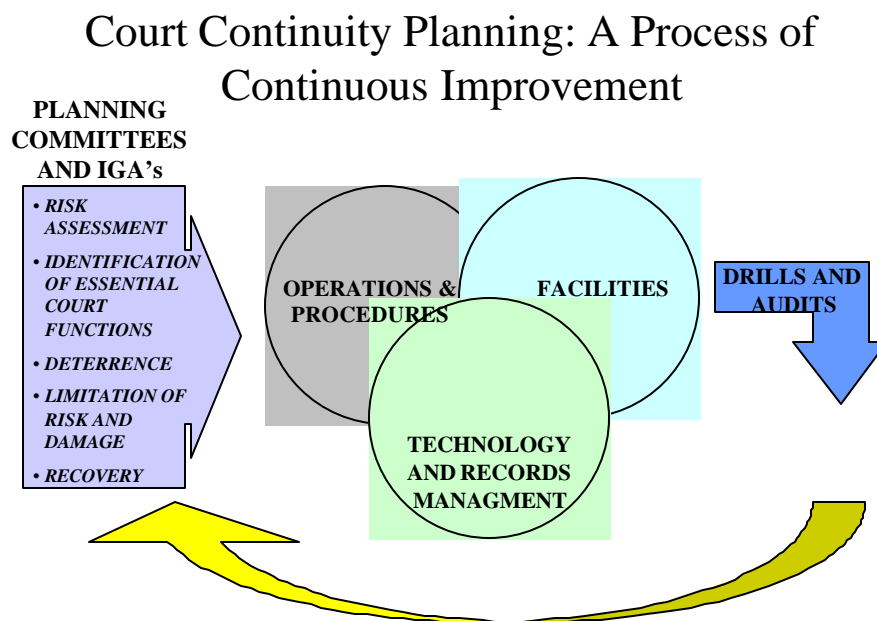 Court Continuity Planning: A Process of
Continuous Improvement
PLANNING
COMMITTEES
AND IGA's
• RISK
ASSESSMENT
• IDENTIFICATION
OF ESSENTIAL
COURT
FUNCTIONS
• DETERRENCE
• LIMITATION OF
RISK AND
DAMAGE
• RECOVERY
OPERATIONS &
PROCEDURES
FACILITIES
TECHNOLOGY
AND RECORDS
MANAGMENT
DRILLS AND
AUDITS